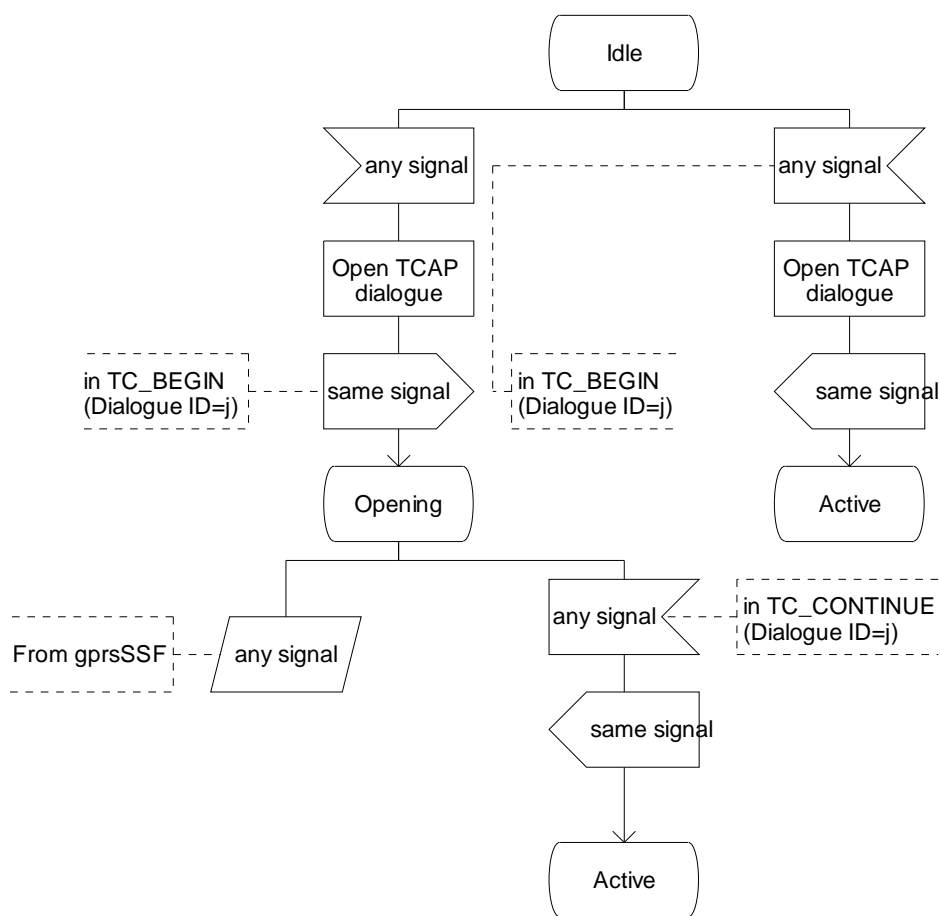 Idle
any signal
any signal
Open TCAP
dialogue
Open TCAP
dialogue
in TC_BEGIN
(Dialogue ID=j)
same signal
in TC_BEGIN
(Dialogue ID=j)
same signal
Opening
Active
any signal
in TC_CONTINUE
(Dialogue ID=j)
From gprsSSF
any signal
same signal
Active